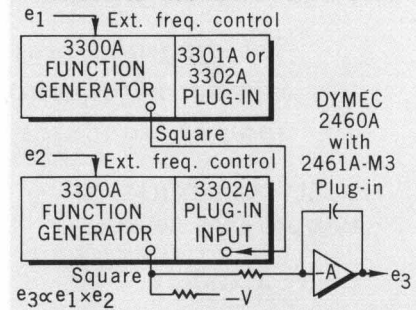 e1 Ext. freq. control
3300A
FUNCTION
GENERATOR
3301A or
3302A
PLUG-IN
Square
DYMEC
2460A
with
2461A-M3
Plug-in
e2 Ext. freq. control
3300A
FUNCTION
GENERATOR
3302A
PLUG-IN
INPUT
-A
e3
Square
-V
e3∝e1×e2